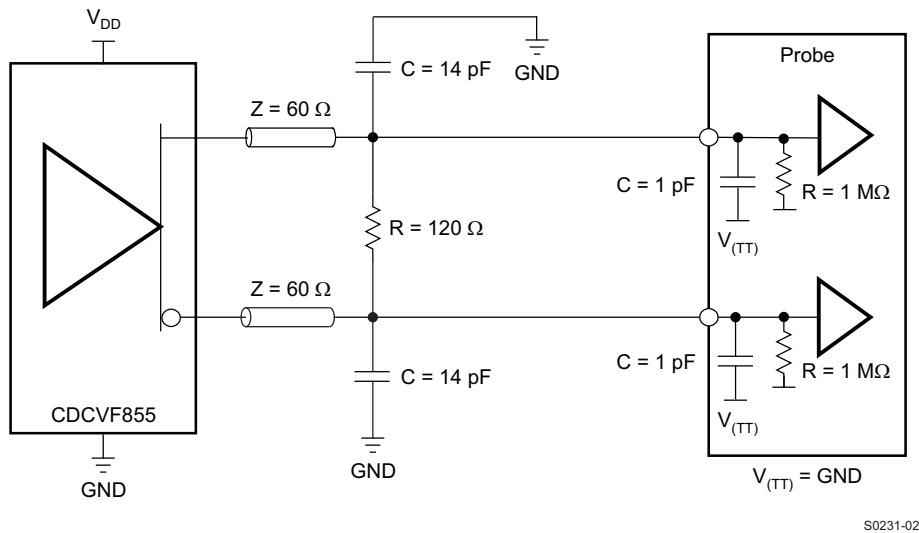 V_DD
C = 14 pF
GND
Probe
Z = 60 Ω
C = 1 pF
R = 1 MΩ
V_(TT)
R = 120 Ω
Z = 60 Ω
C = 14 pF
C = 1 pF
R = 1 MΩ
V_(TT)
CDCVF855
GND
GND
V_(TT) = GND
S0231-02